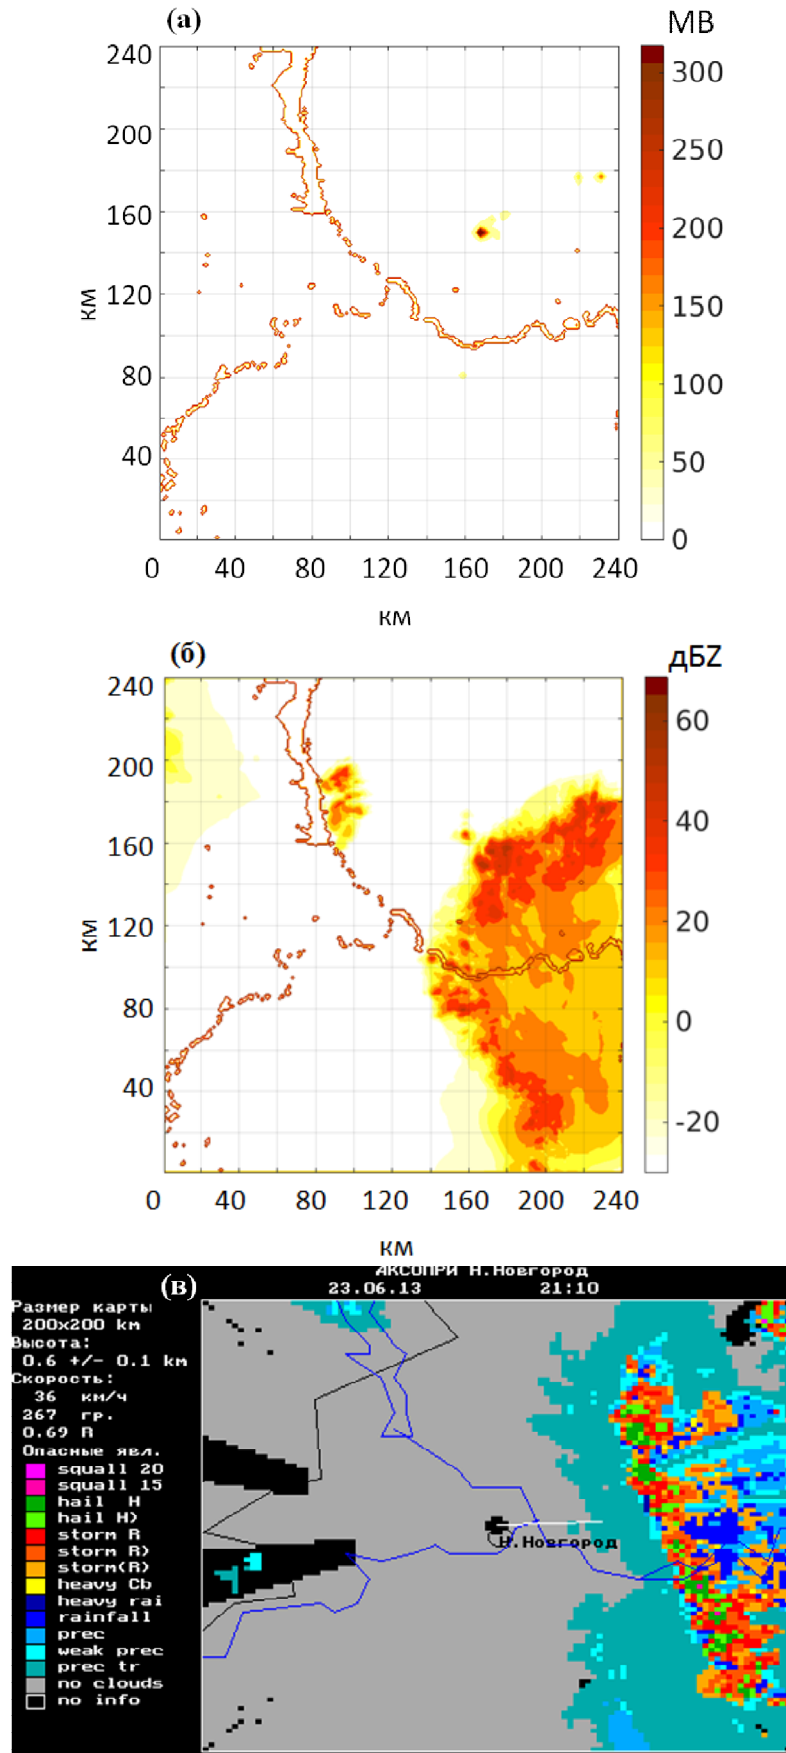 (а)
МВ
240
200
160
120
80
40
км
0 40 80 120 160 200 240
км
300
250
200
150
100
50
0
(б)
дБZ
240
200
160
120
80
40
км
0 40 80 120 160 200 240
км
60
40
20
0
-20
(в)
АКСОПРИ Н.Новгород
23.06.13 21:10
Размер карты
200x200 km
Высота:
0.6 +/- 0.1 km
Скорость:
36 км/ч
267 гр.
0.69 R
Опасные явл.
squall 20
squall 15
hail H
hail H)
storm R
storm R)
storm(R)
heavy Cb
heavy rai
rainfall
prec
weak prec
prec tr
no clouds
no info
Н.Новгород